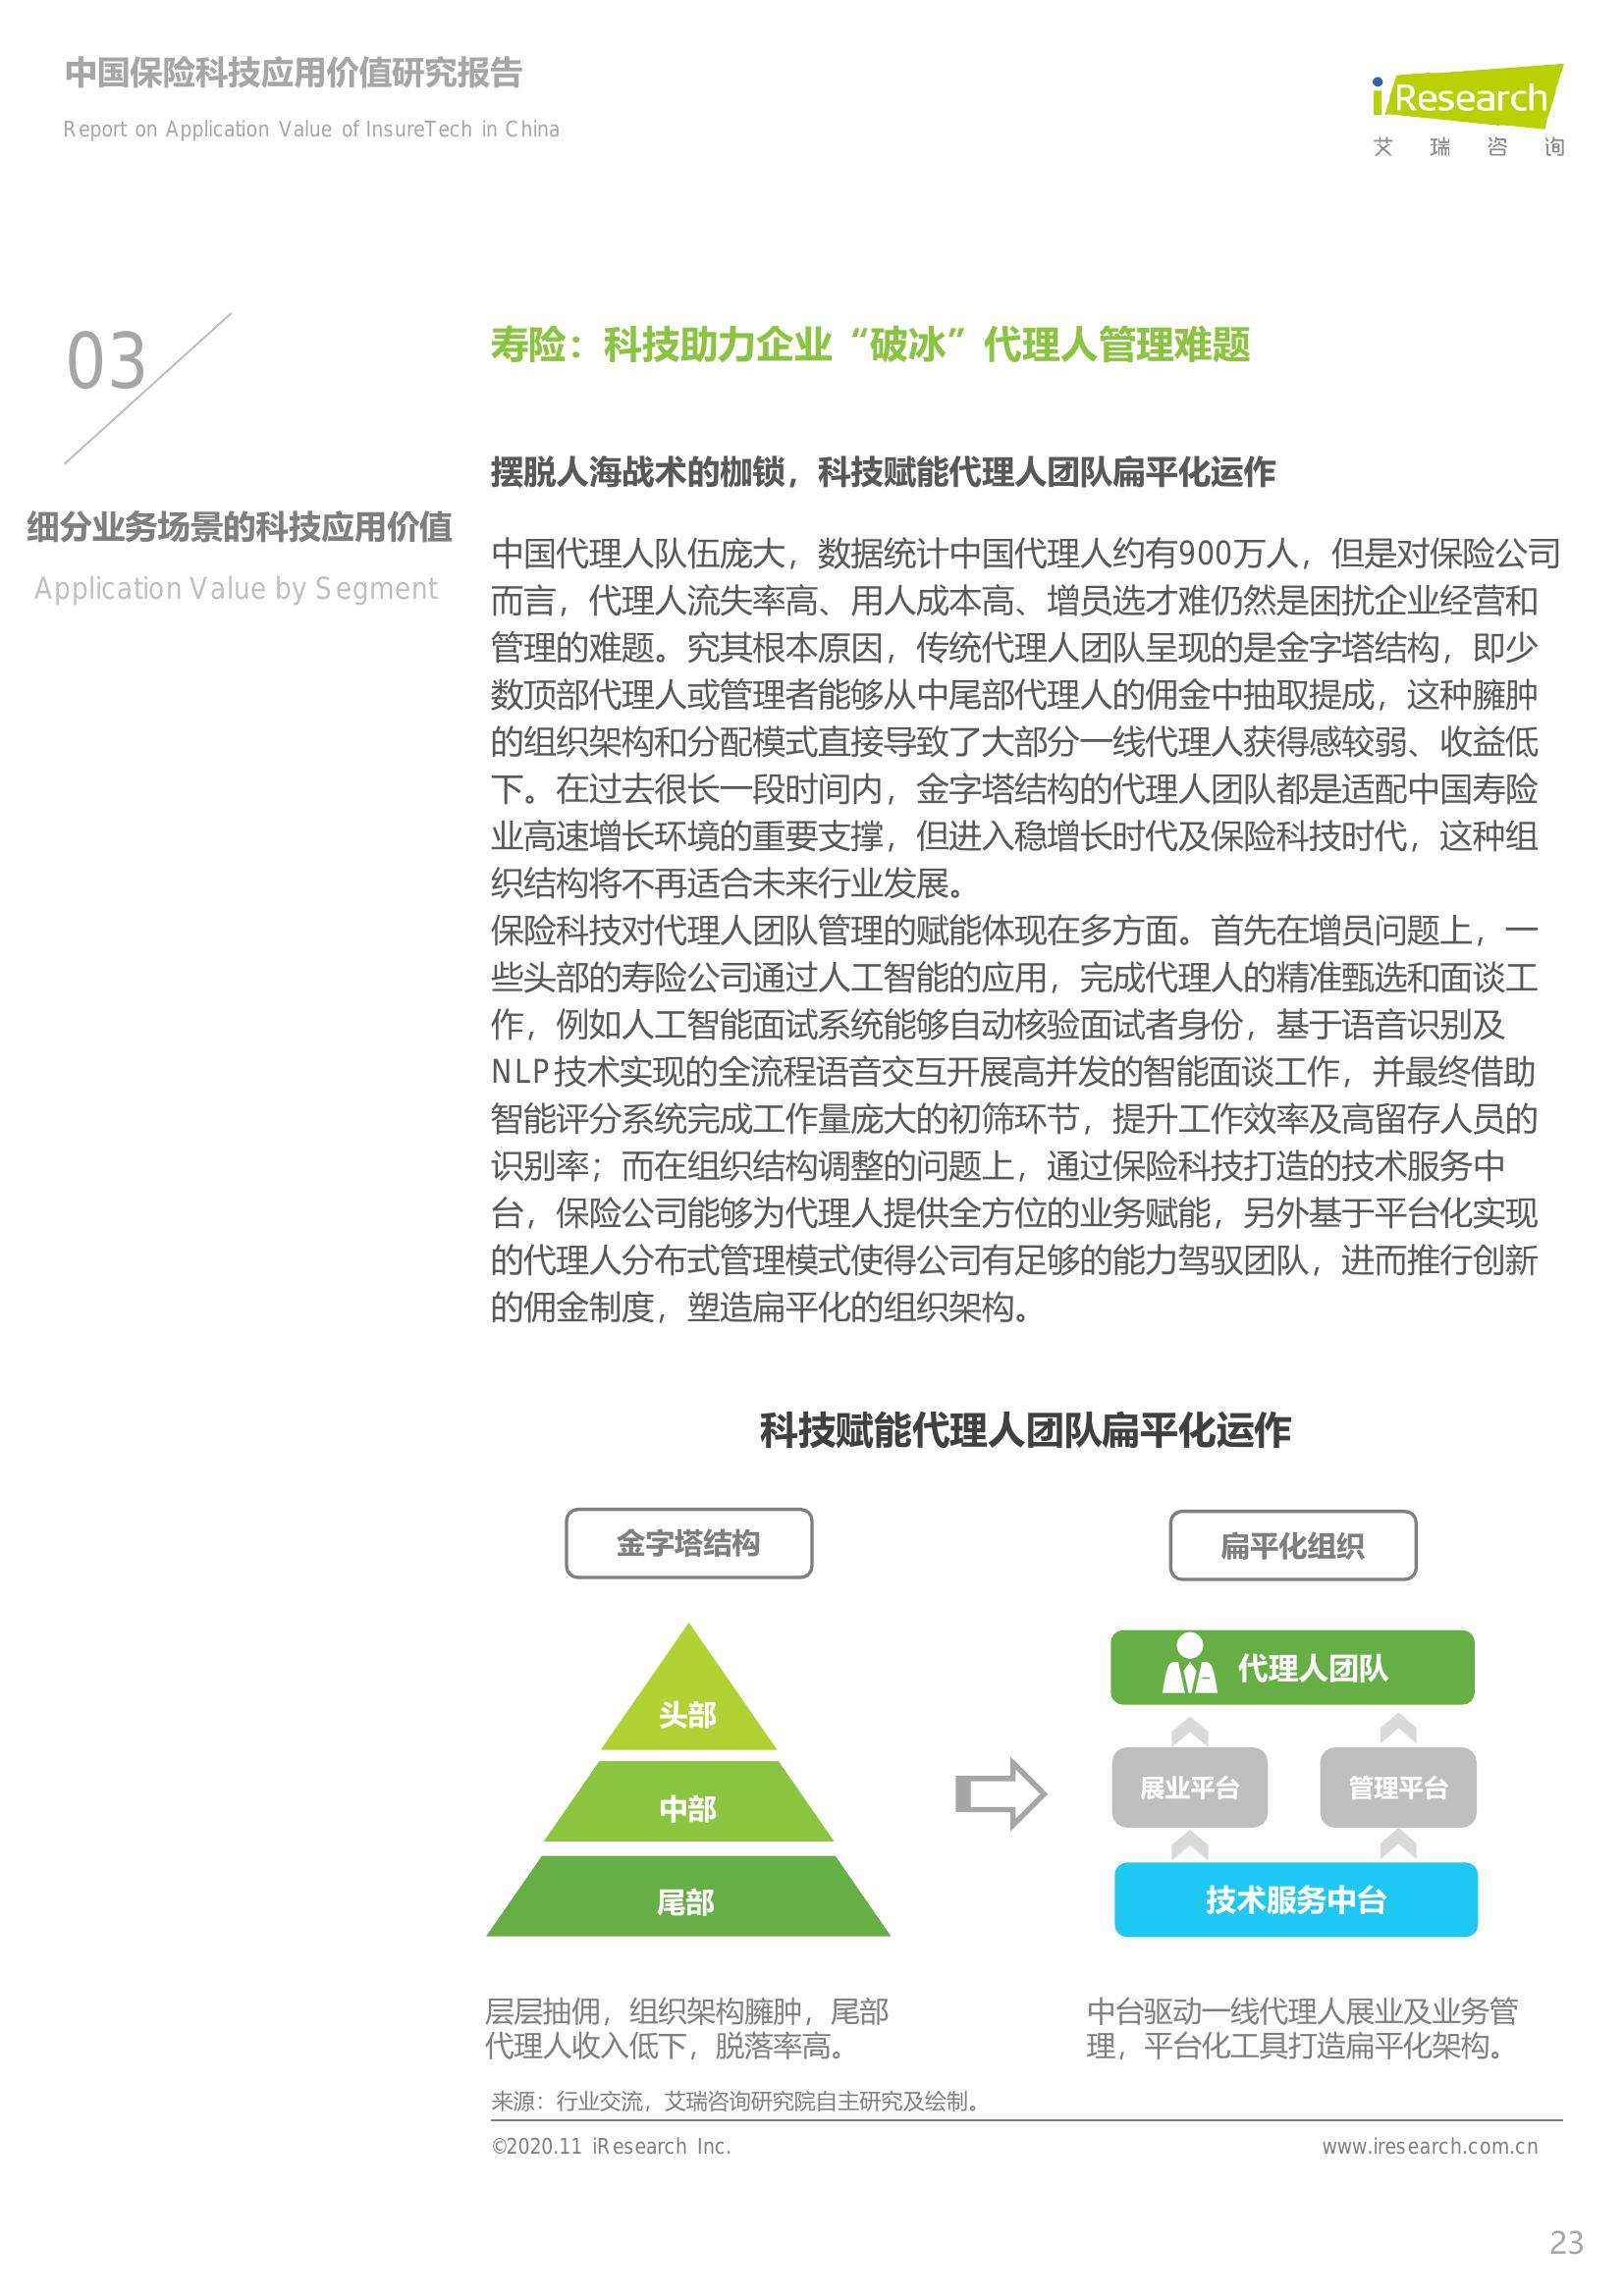 中国保险科技应用价值研究报告
Report on Application Value of InsureTech in China
iResearch
艾瑞咨询
03
细分业务场景的科技应用价值
Application Value by Segment
寿险：科技助力企业“破冰”代理人管理难题
摆脱人海战术的枷锁，科技赋能代理人团队扁平化运作
中国代理人队伍庞大，数据统计中国代理人约有900万人，但是对保险公司
而言，代理人流失率高、用人成本高、增员选才难仍然是困扰企业经营和
管理的难题。究其根本原因，传统代理人团队呈现的是金字塔结构，即少
数顶部代理人或管理者能够从中尾部代理人的佣金中抽取提成，这种臃肿
的组织架构和分配模式直接导致了大部分一线代理人获得感较弱、收益低
下。在过去很长一段时间内，金字塔结构的代理人团队都是适配中国寿险
业高速增长环境的重要支撑，但进入稳增长时代及保险科技时代，这种组
织结构将不再适合未来行业发展。
保险科技对代理人团队管理的赋能体现在多方面。首先在增员问题上，一
些头部的寿险公司通过人工智能的应用，完成代理人的精准甄选和面谈工
作，例如人工智能面试系统能够自动核验面试者身份，基于语音识别及
NLP技术实现的全流程语音交互开展高并发的智能面谈工作，并最终借助
智能评分系统完成工作量庞大的初筛环节，提升工作效率及高留存人员的
识别率；而在组织结构调整的问题上，通过保险科技打造的技术服务中
台，保险公司能够为代理人提供全方位的业务赋能，另外基于平台化实现
的代理人分布式管理模式使得公司有足够的能力驾驭团队，进而推行创新
的佣金制度，塑造扁平化的组织架构。
科技赋能代理人团队扁平化运作
金字塔结构
头部
中部
尾部
层层抽佣，组织架构臃肿，尾部
代理人收入低下，脱落率高。
扁平化组织
代理人团队
展业平台
管理平台
技术服务中台
中台驱动一线代理人展业及业务管
理，平台化工具打造扁平化架构。
来源：行业交流，艾瑞咨询研究院自主研究及绘制。
©2020.11 iResearch Inc.
www.iresearch.com.cn
23